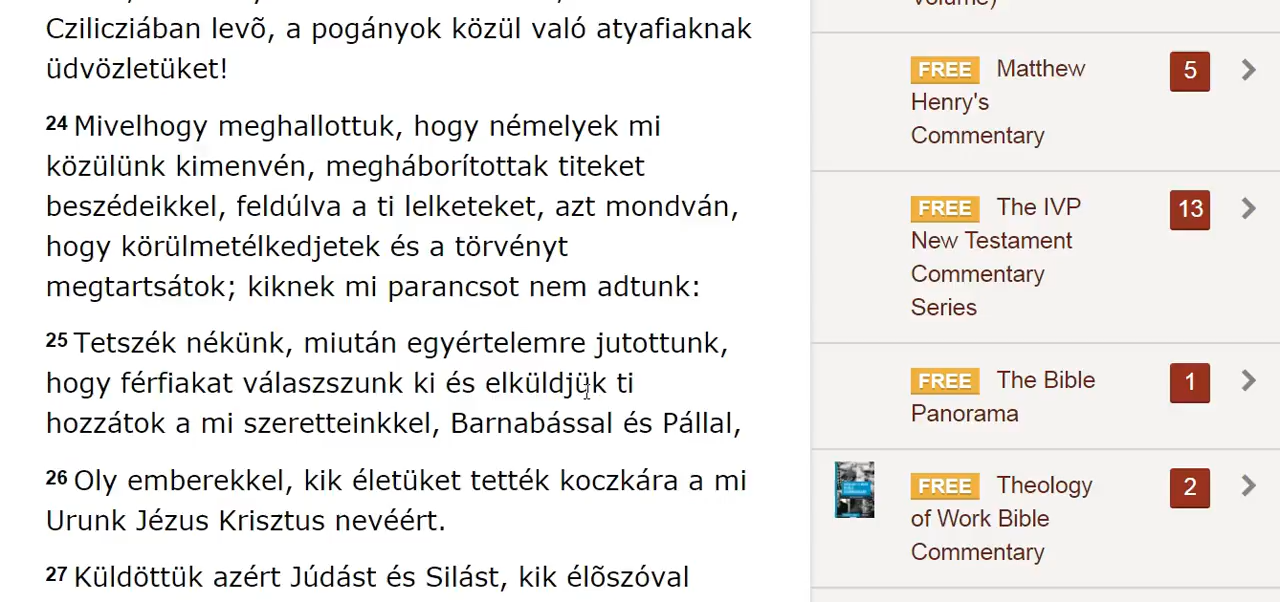 Czilicziában levõ, a pogányok közül való atyafiaknak
üdvözletüket!
24 Mivelhogy meghallottuk, hogy némelyek mi
közülünk kimenvén, megháborítottak titeket
beszédeikkel, feldúlva a ti lelketeket, azt mondván,
hogy körülmetélkedjetek és a törvényt
megtartsátok; kiknek mi parancsot nem adtunk:
25 Tetszék nékünk, miután egyértelemre jutottunk,
hogy férfiakat válaszszunk ki és elküldjük ti
hozzátok a mi szeretteinkkel, Barnabással és Pállal,
26 Oly emberekkel, kik életüket tették koczkára a mi
Urunk Jézus Krisztus nevéért.
27 Küldöttük azért Júdást és Silást, kik élõszóval
Volume)
FREE Matthew
Henry's
Commentary
5
FREE The IVP
New Testament
Commentary
Series
13
FREE The Bible
Panorama
1
FREE Theology
of Work Bible
Commentary
2